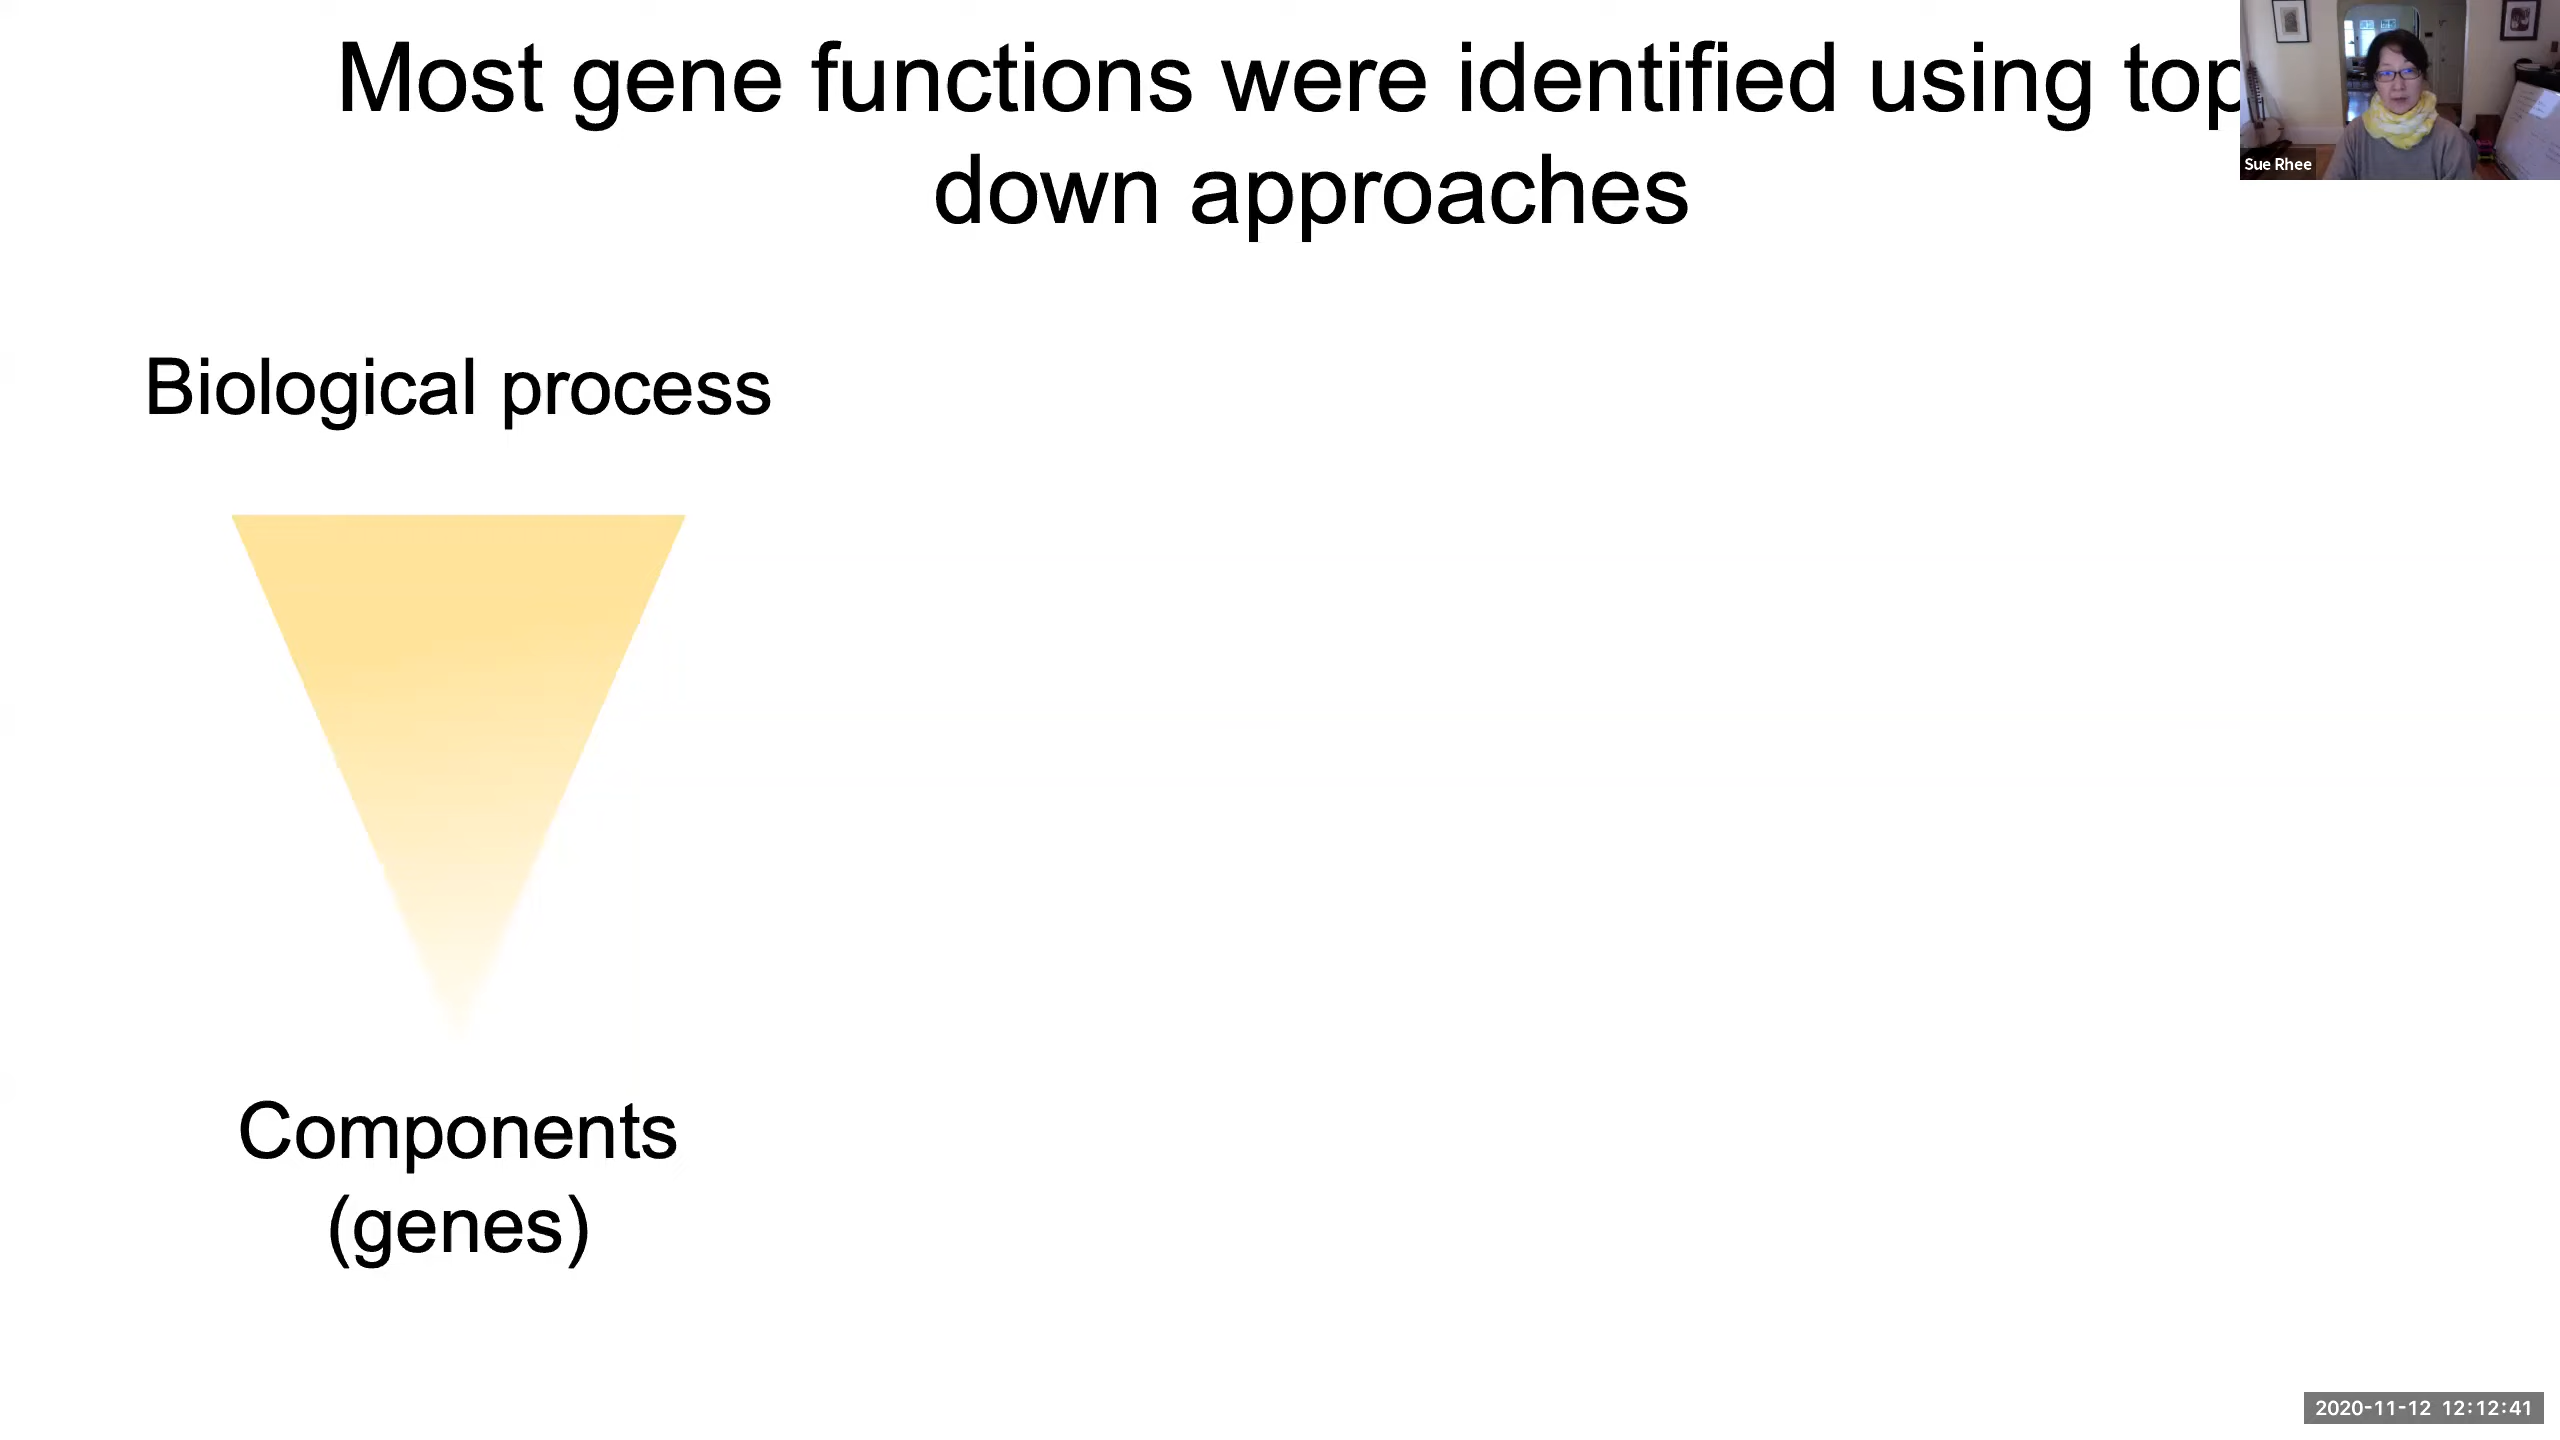 Most gene functions were identified using top
down approaches
Sue Rhee
Biological process
Components
(genes)
2020-11-12 12:12:41